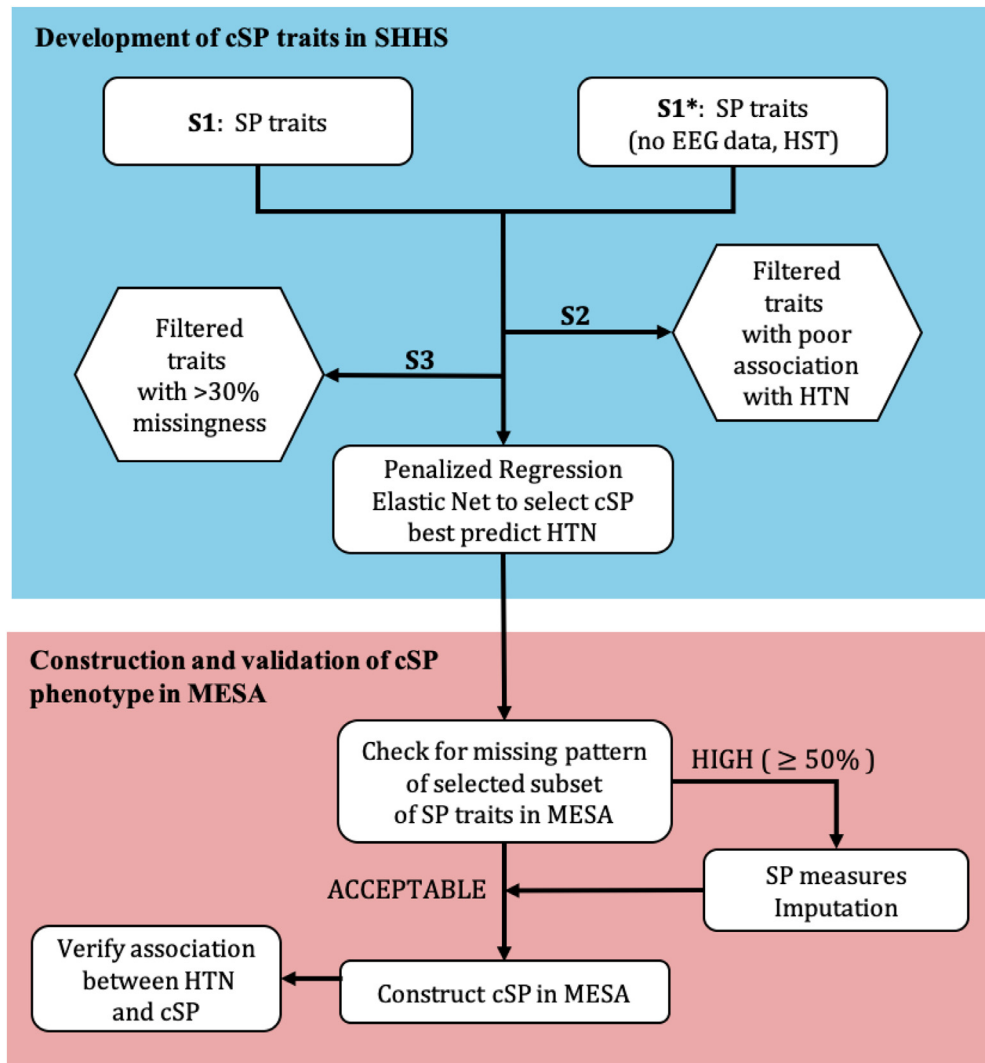 Development of cSP traits in SHHS
S1: SP traits
S1*: SP traits
(no EEG data, HST)
Filtered
traits
with poor
association
with HTN
S2
Filtered
traits
with >30%
missingness
S3
Penalized Regression
Elastic Net to select cSP
best predict HTN
Construction and validation of cSP
phenotype in MESA
Check for missing pattern
of selected subset
of SP traits in MESA
HIGH ( ≥ 50% )
SP measures
Imputation
ACCEPTABLE
Verify association
between HTN
and cSP
Construct cSP in MESA